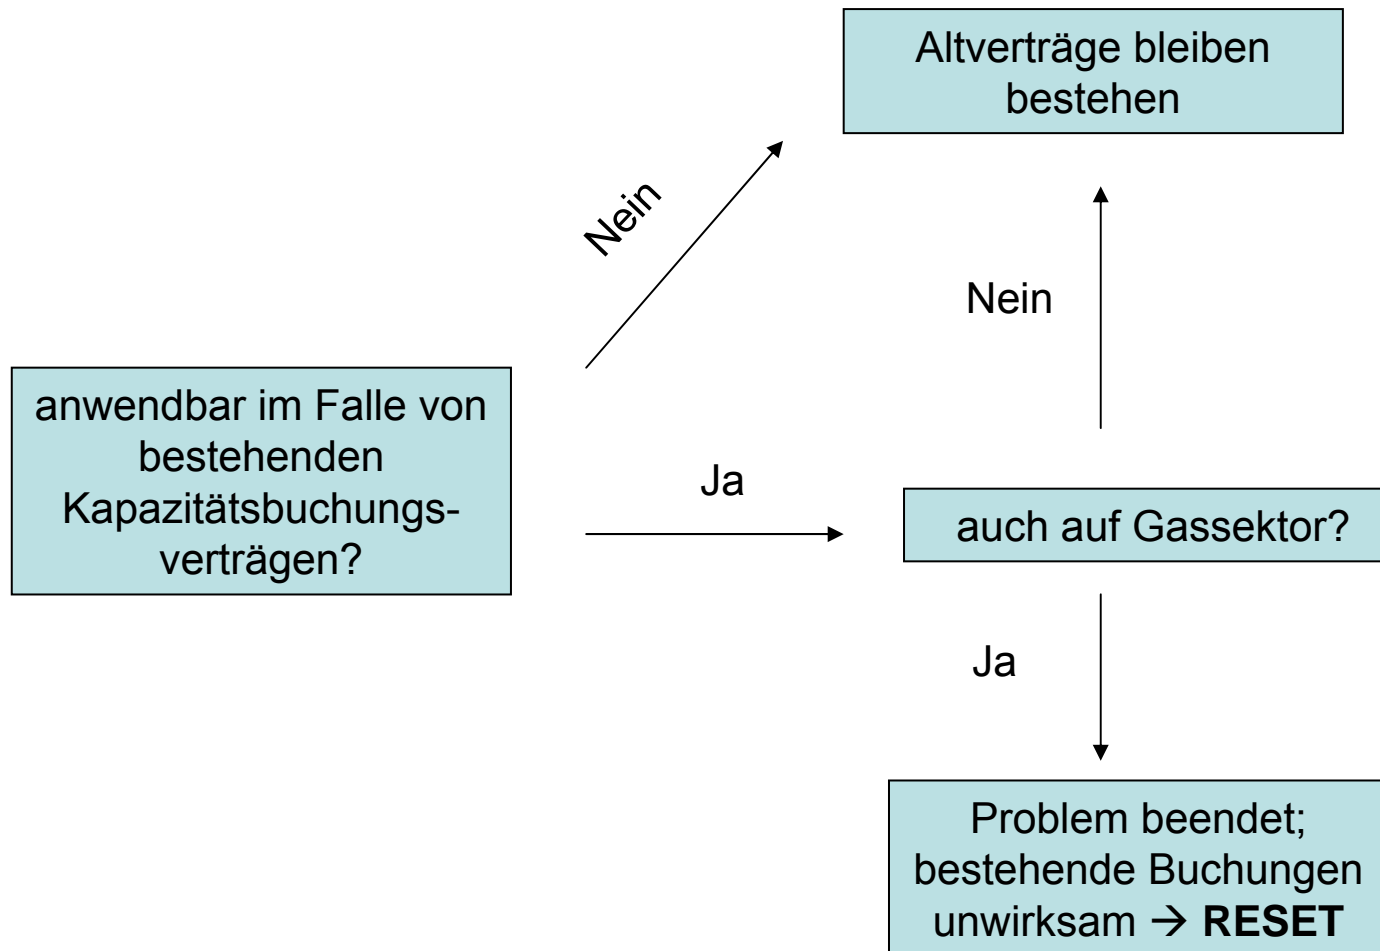 Altverträge bleiben
bestehen
Nein
Nein
anwendbar im Falle von
bestehenden
Kapazitätsbuchungs-
verträgen?
Ja
auch auf Gassektor?
Ja
Problem beendet;
bestehende Buchungen
unwirksam → RESET